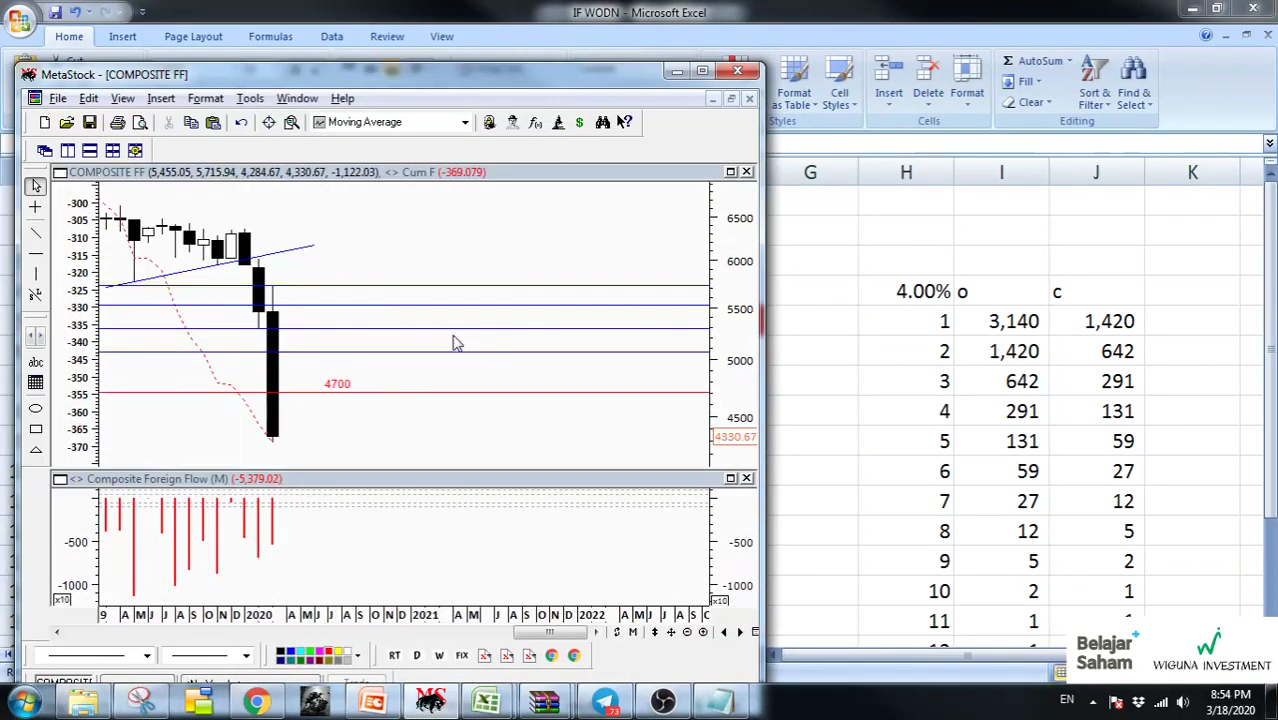 IF WODN - Microsoft Excel
Home Insert Page Layout Formulas Data Review View
MetaStock - [COMPOSITE FF]
File Edit View Insert Format Tools Window Help
Moving Average
COMPOSITE FF (5,455.05, 5,715.94, 4,284.67, 4,330.67, -1,122.03), <> Cum F (-369.079)
-300
-305
-310
-315
-320
-325
-330
-335
-340
-345
-350
-355
-360
-365
-370
4700
6500
6000
5500
5000
4500
4330.67
<> Composite Foreign Flow (M) (-5,379.02)
-500
-1000
x10
-500
-1000
x10
9 A M J J A S O N D 2020 A M J J A S O N D 2021 A M J J A S O N D 2022 A M J J A S
M
RT D W FIX
Format as Table
Cell Styles
Styles
Insert Delete Format
Cells
AutoSum
Fill
Clear
Sort & Filter
Find & Select
Editing
G H I J K
4.00% o c
1 3,140 1,420
2 1,420 642
3 642 291
4 291 131
5 131 59
6 59 27
7 27 12
8 12 5
9 5 2
10 2 1
11 1
Belajar Saham
WIGUNA INVESTMENT
73
EN
8:54 PM
3/18/2020